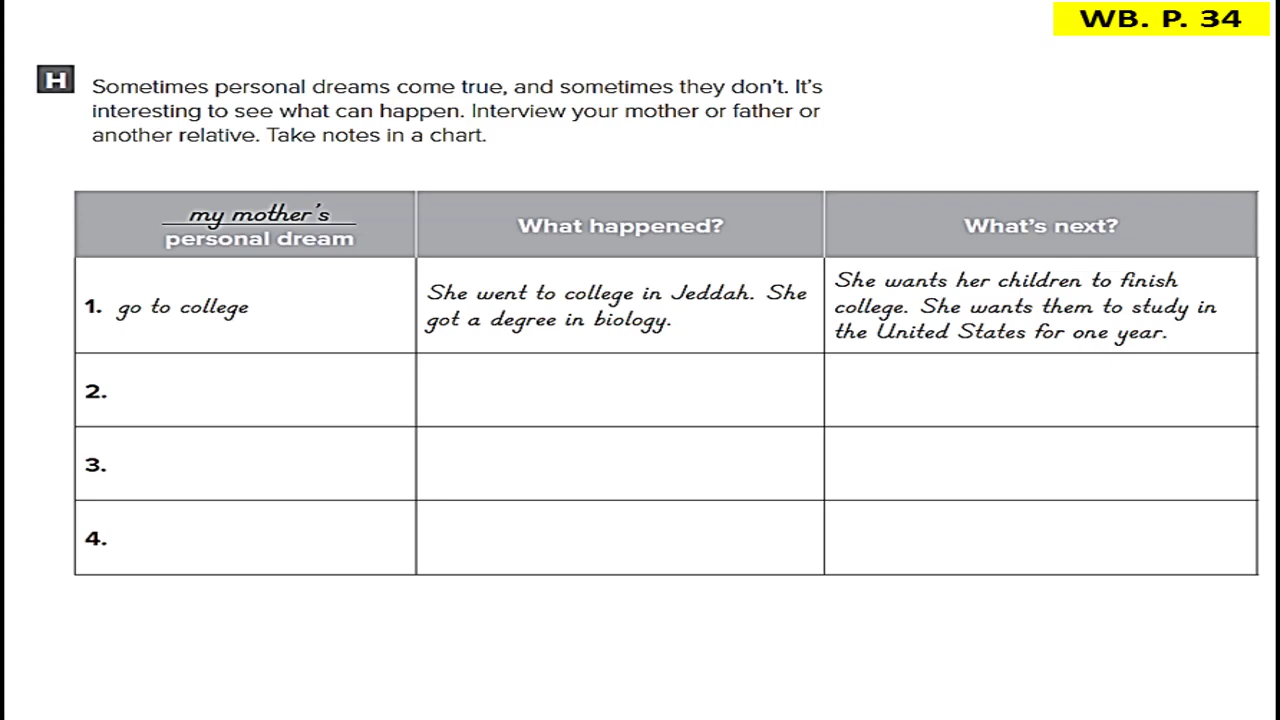 WB. P. 34
H
Sometimes personal dreams come true, and sometimes they don't. It's
interesting to see what can happen. Interview your mother or father or
another relative. Take notes in a chart.
my mother's
personal dream
What happened?
What's next?
1. go to college
She went to college in Jeddah. She
got a degree in biology.
She wants her children to finish
college. She wants them to study in
the United States for one year.
2.
3.
4.